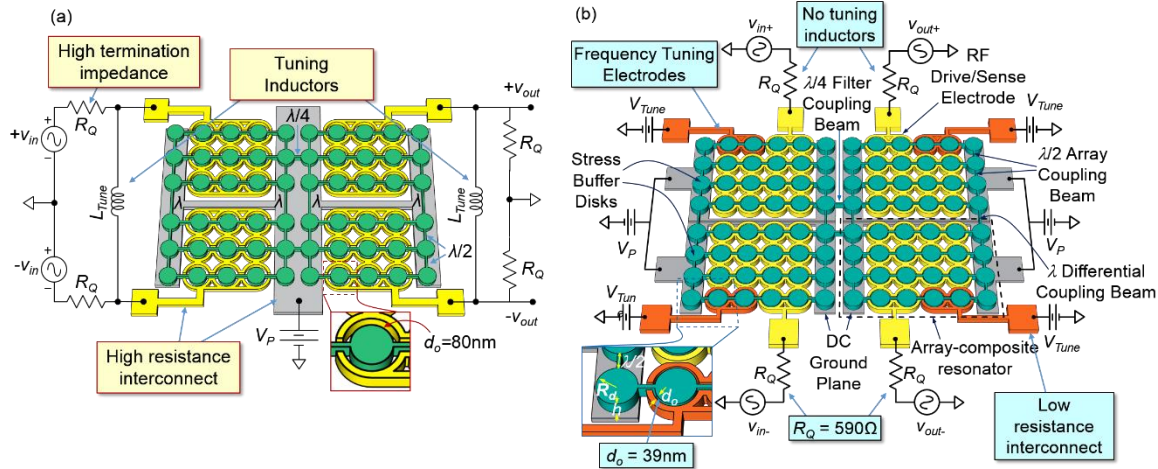 (a)
High termination
impedance
Tuning
Inductors
R_Q
+v_in
+
−
L_Tune
+
-v_in
−
R_Q
λ/4
λ
λ
λ/2
L_Tune
+v_out
R_Q
R_Q
-v_out
V_P
High resistance
interconnect
d_o=80nm
(b)
v_in+
No tuning
inductors
v_out+
Frequency Tuning
Electrodes
R_Q
λ/4 Filter
Coupling
Beam
R_Q
RF
Drive/Sense
Electrode
V_Tune
V_Tune
Stress
Buffer
Disks
λ/2 Array
Coupling
Beam
V_P
V_P
λ Differential
Coupling Beam
V_Tun
e
V_Tune
DC
Ground
Plane
Array-composite
resonator
λ/2
R_d
h
d_o
R_Q
R_Q
v_in-
R_Q = 590Ω
v_out-
Low
resistance
interconnect
d_o = 39nm